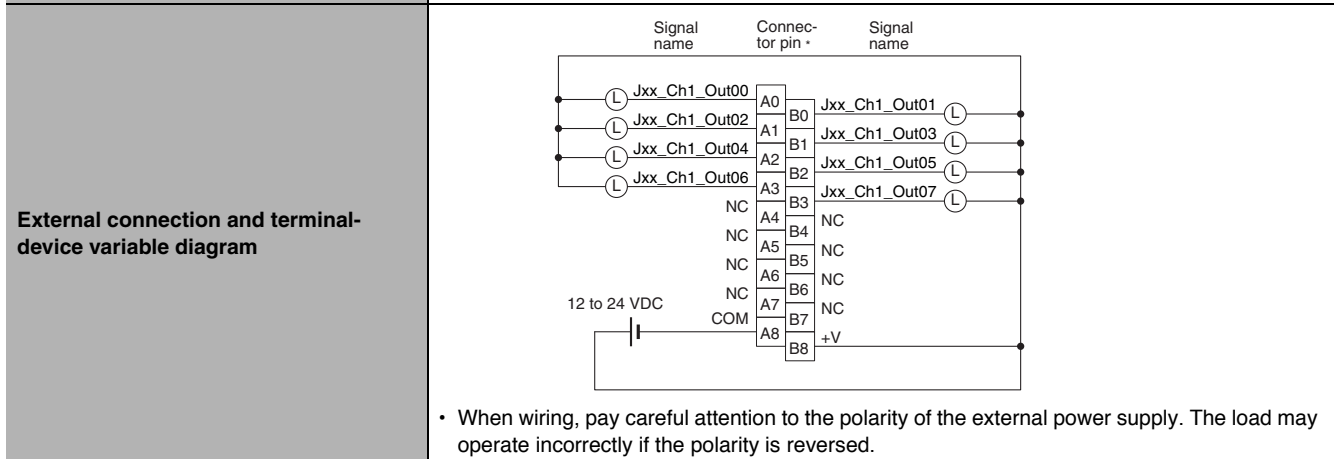 Signal name
Connec-
tor pin *
Signal name
L Jxx_Ch1_Out00 A0
B0 Jxx_Ch1_Out01 L
L Jxx_Ch1_Out02 A1
B1 Jxx_Ch1_Out03 L
L Jxx_Ch1_Out04 A2
B2 Jxx_Ch1_Out05 L
L Jxx_Ch1_Out06 A3
B3 Jxx_Ch1_Out07 L
NC A4
B4 NC
NC A5
B5 NC
NC A6
B6 NC
NC A7
B7 NC
12 to 24 VDC
COM A8
B8 +V
External connection and terminal-
device variable diagram
• When wiring, pay careful attention to the polarity of the external power supply. The load may
operate incorrectly if the polarity is reversed.